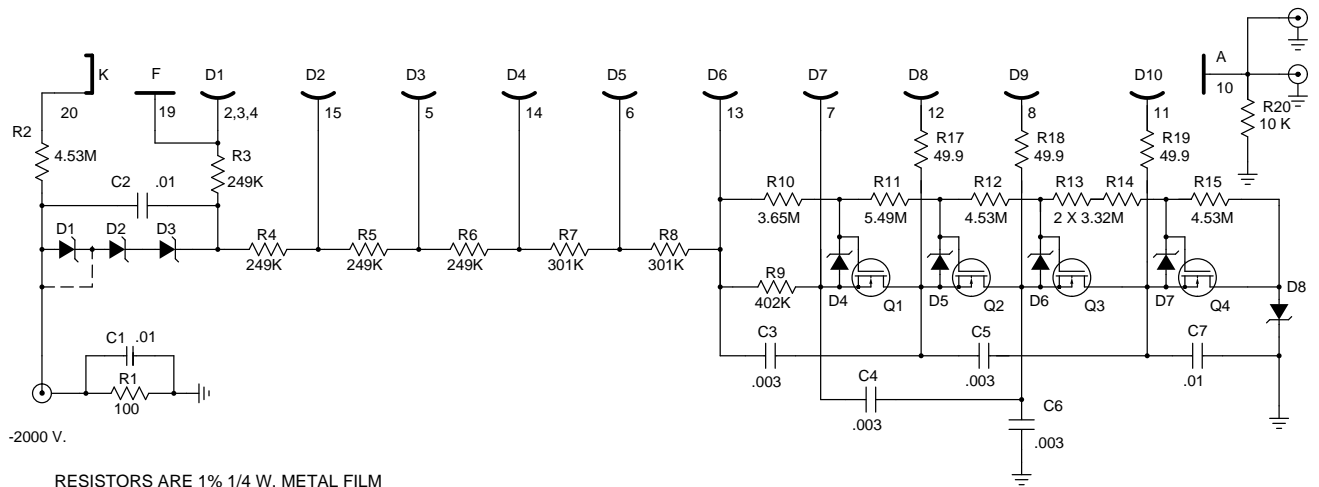 K
F
D1
D2
D3
D4
D5
D6
D7
D8
D9
D10
A
20
19
2,3,4
15
5
14
6
13
7
12
8
11
10
R2
4.53M
R3
249K
R17
49.9
R18
49.9
R19
49.9
R20
10 K
C2
.01
R10
3.65M
R11
5.49M
R12
4.53M
R13
R14
2 X 3.32M
R15
4.53M
D1
D2
D3
R4
249K
R5
249K
R6
249K
R7
301K
R8
301K
R9
402K
D4
Q1
D5
Q2
D6
Q3
D7
Q4
D8
C1
.01
R1
100
C3
.003
C5
.003
C7
.01
C4
.003
C6
.003
-2000 V.
RESISTORS ARE 1% 1/4 W. METAL FILM